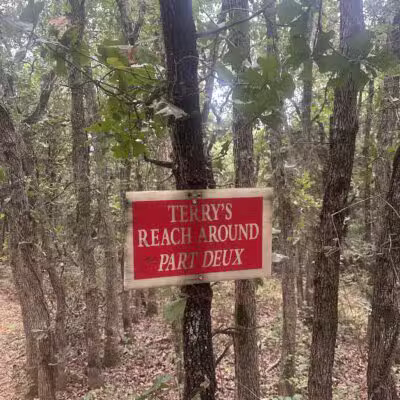 TERRY'S
REACH AROUND
PART DEUX